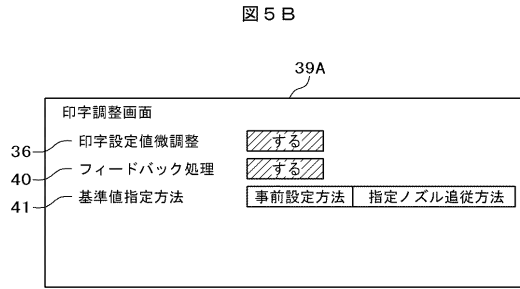 図5B
39A
印字調整画面
36 印字設定値微調整 する
40 フィードバック処理 する
41 基準値指定方法 事前設定方法 指定ノズル追従方法